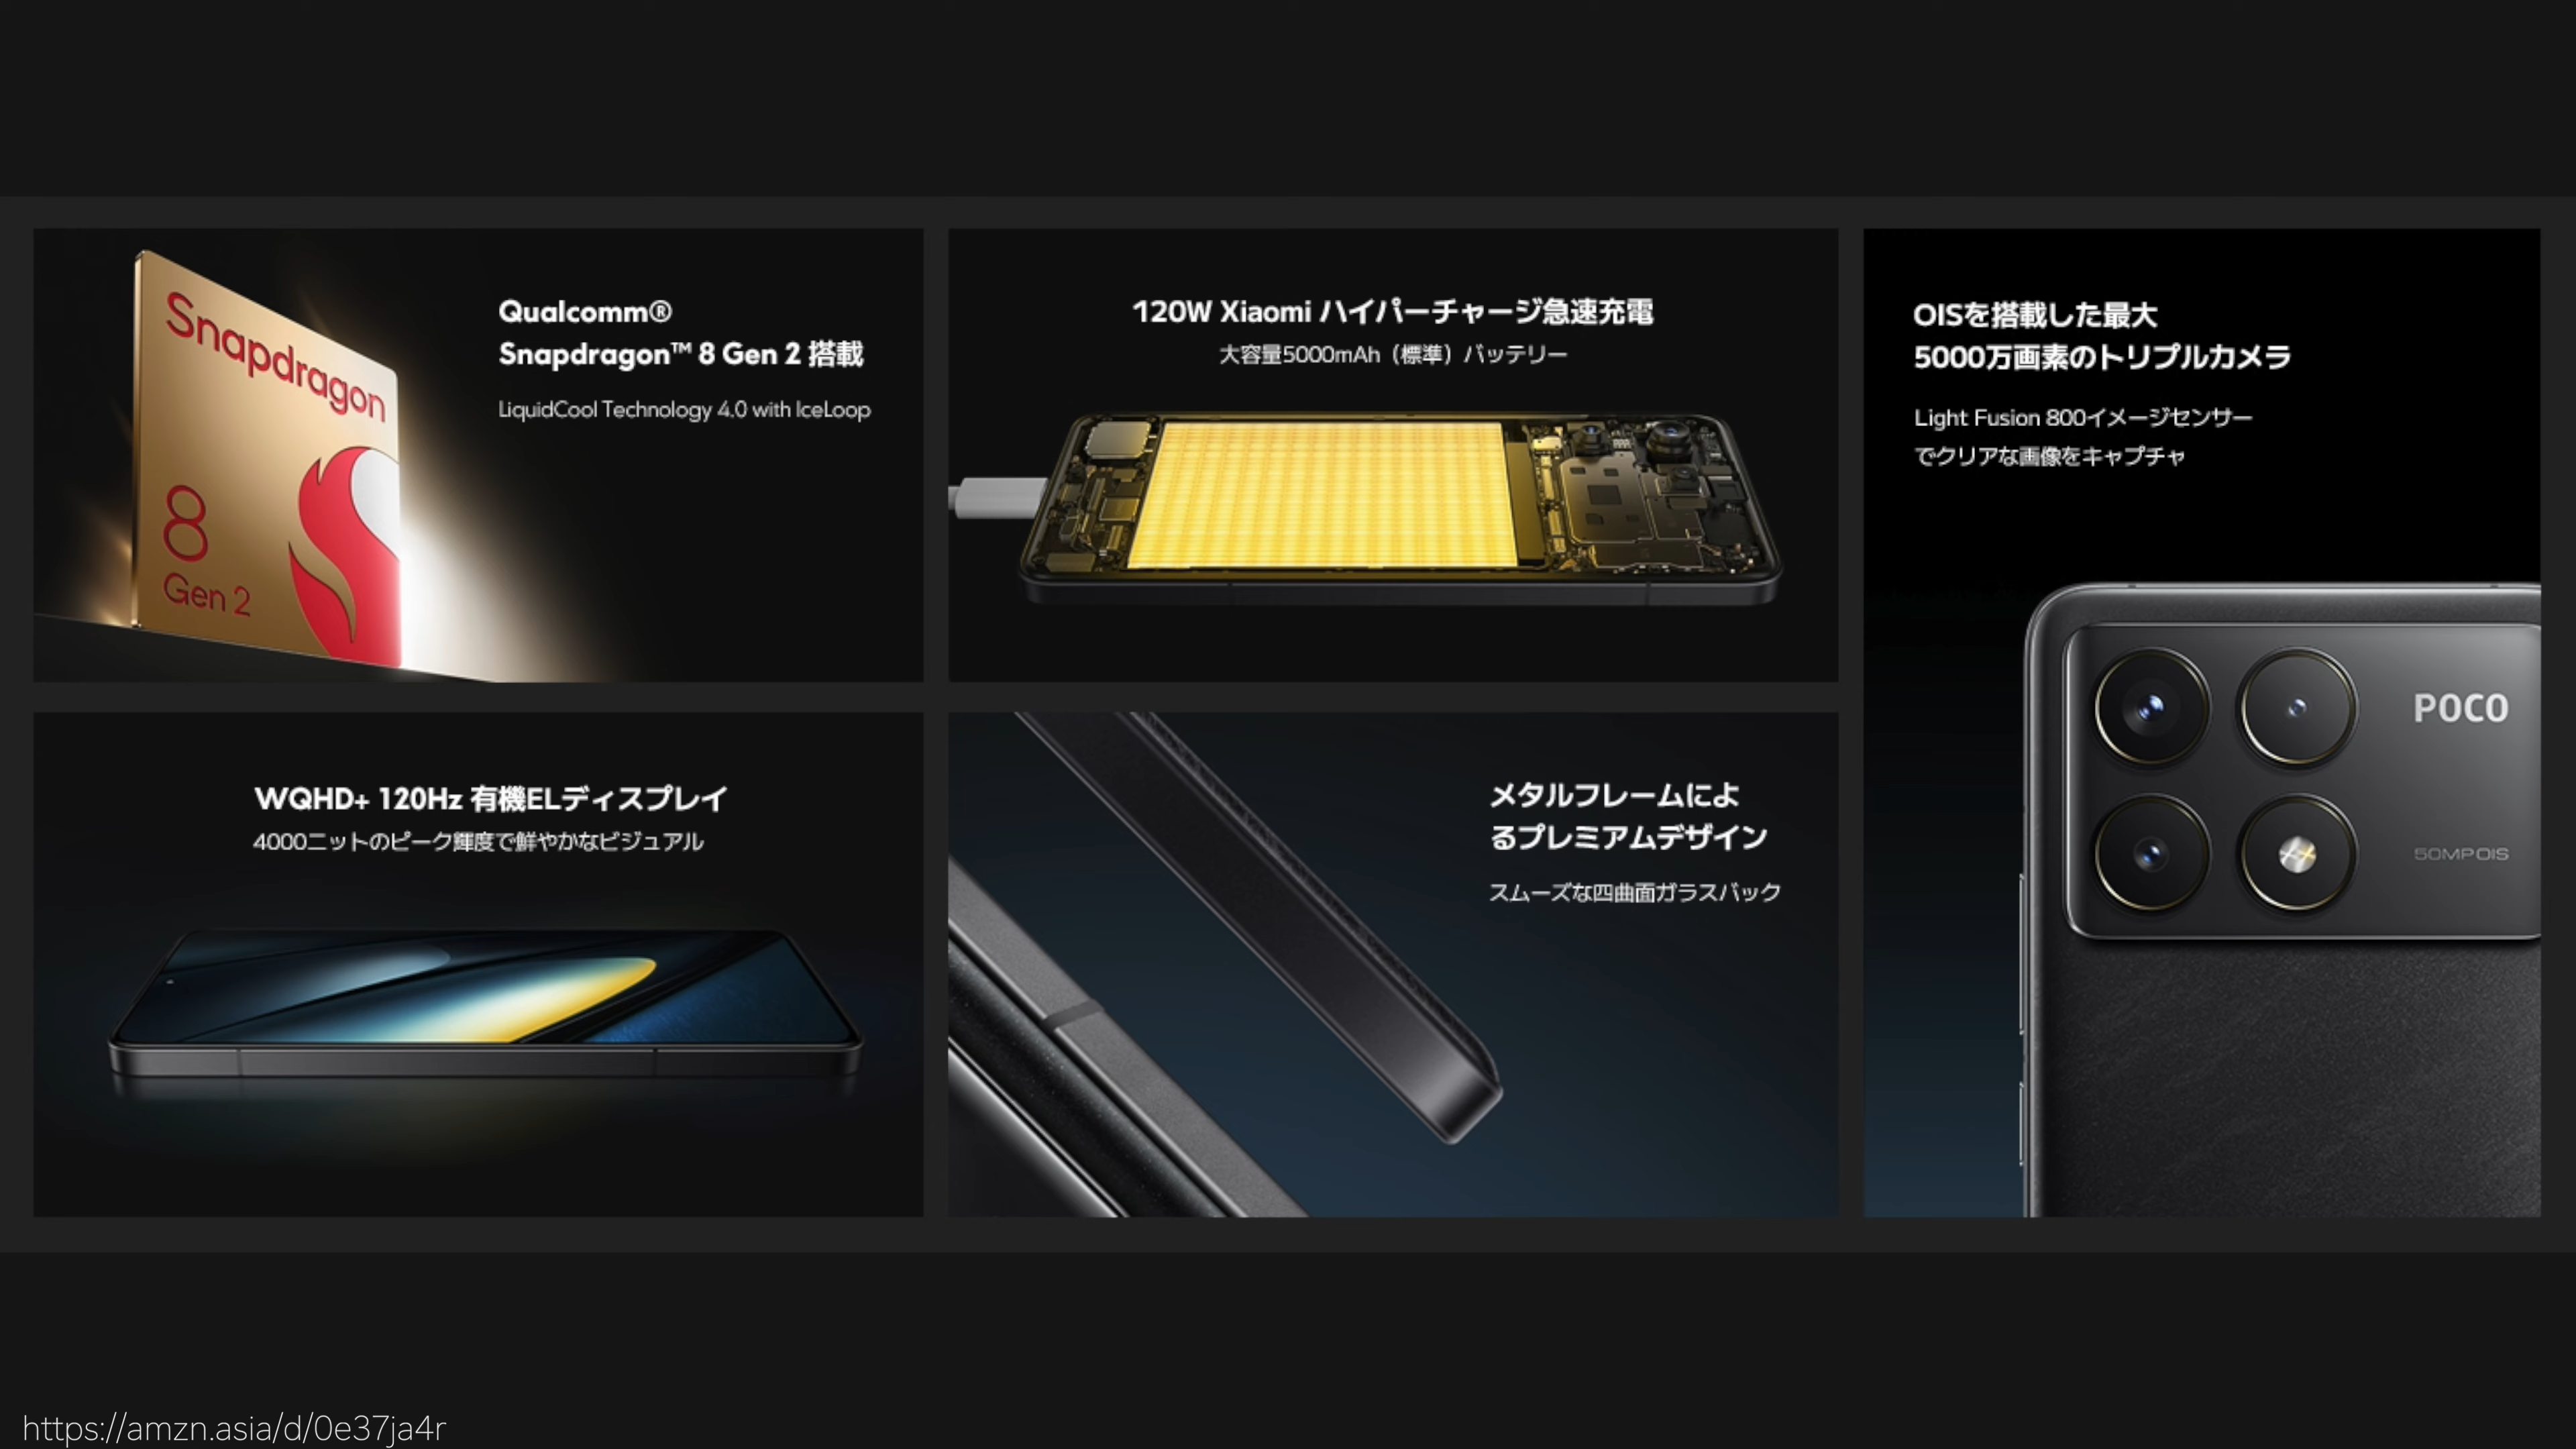 Snapdragon
8
Gen 2
Qualcomm®
Snapdragon™ 8 Gen 2 搭載
LiquidCool Technology 4.0 with IceLoop
120W Xiaomi ハイパーチャージ急速充電
大容量5000mAh（標準）バッテリー
OISを搭載した最大
5000万画素のトリプルカメラ
Light Fusion 800イメージセンサー
でクリアな画像をキャプチャ
POCO
50MP OIS
WQHD+ 120Hz 有機ELディスプレイ
4000ニットのピーク輝度で鮮やかなビジュアル
メタルフレームによ
るプレミアムデザイン
スムーズな四曲面ガラスバック
https://amzn.asia/d/0e37ja4r